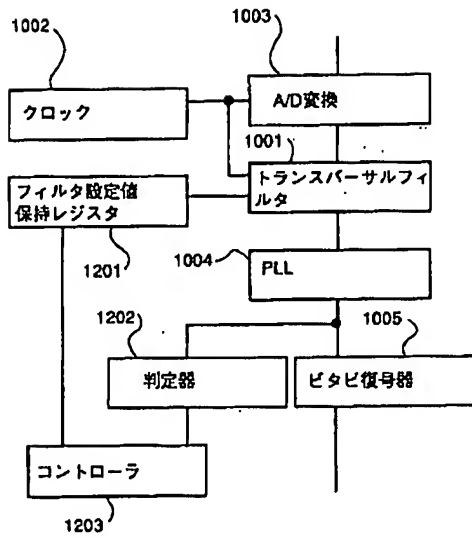 1003
1002
A/D変換
クロック
1001
トランスバーサルフィ
ルタ
フィルタ設定値
保持レジスタ
1201
1004
PLL
1202
1005
判定器
ビタビ復号器
コントローラ
1203